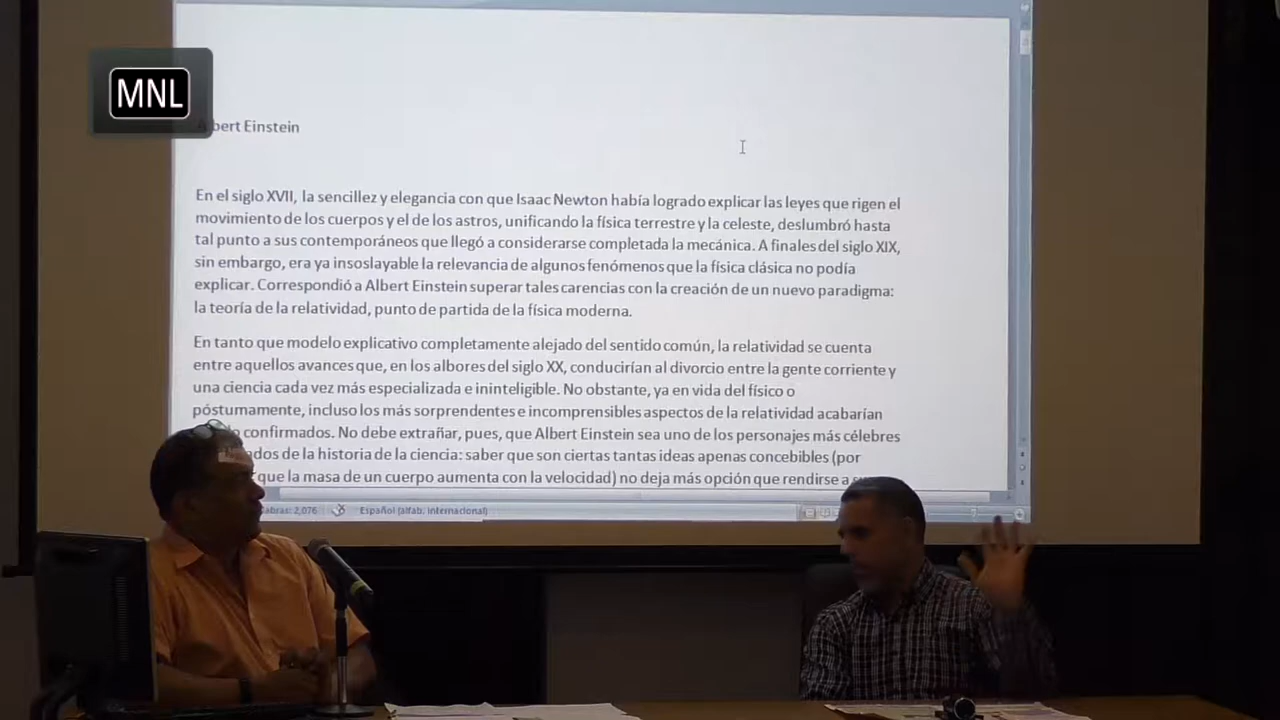 MNL
bert Einstein
En el siglo XVII, la sencillez y elegancia con que Isaac Newton había logrado explicar las leyes que rigen el
movimiento de los cuerpos y el de los astros, unificando la física terrestre y la celeste, deslumbró hasta
tal punto a sus contemporáneos que llegó a considerarse completada la mecánica. A finales del siglo XIX,
sin embargo, era ya insoslayable la relevancia de algunos fenómenos que la física clásica no podía
explicar. Correspondió a Albert Einstein superar tales carencias con la creación de un nuevo paradigma:
la teoría de la relatividad, punto de partida de la física moderna.
En tanto que modelo explicativo completamente alejado del sentido común, la relatividad se cuenta
entre aquellos avances que, en los albores del siglo XX, conducirían al divorcio entre la gente corriente y
una ciencia cada vez más especializada e ininteligible. No obstante, ya en vida del físico o
póstumamente, incluso los más sorprendentes e incomprensibles aspectos de la relatividad acabarían
confirmados. No debe extrañar, pues, que Albert Einstein sea uno de los personajes más célebres
dos de la historia de la ciencia: saber que son ciertas tantas ideas apenas concebibles (por
que la masa de un cuerpo aumenta con la velocidad) no deja más opción que rendirse a
abras: 2,076 Español (alfab. internacional)